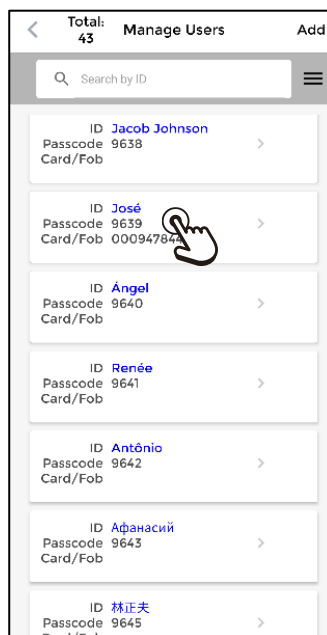 Total: 43 Manage Users Add
Search by ID
ID Jacob Johnson
Passcode 9638
Card/Fob
ID José
Passcode 9639
Card/Fob 000947844
ID Ángel
Passcode 9640
Card/Fob
ID Renée
Passcode 9641
Card/Fob
ID Antônio
Passcode 9642
Card/Fob
ID Афанасий
Passcode 9643
Card/Fob
ID 林正夫
Passcode 9645